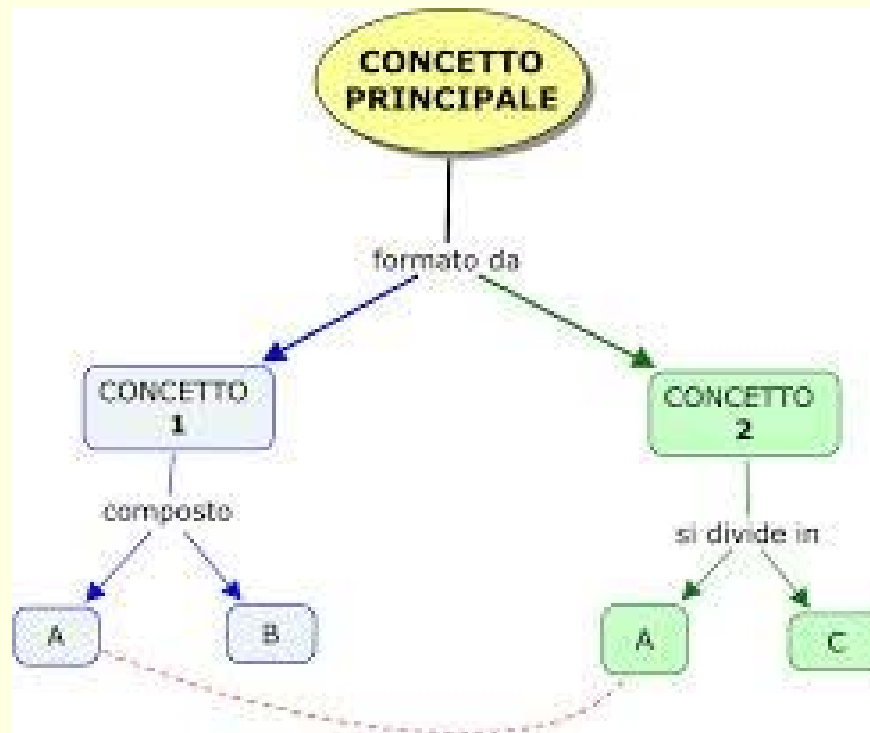 CONCETTO
PRINCIPALE
formato da
CONCETTO
1
CONCETTO
2
composto
si divide in
A
B
A
C